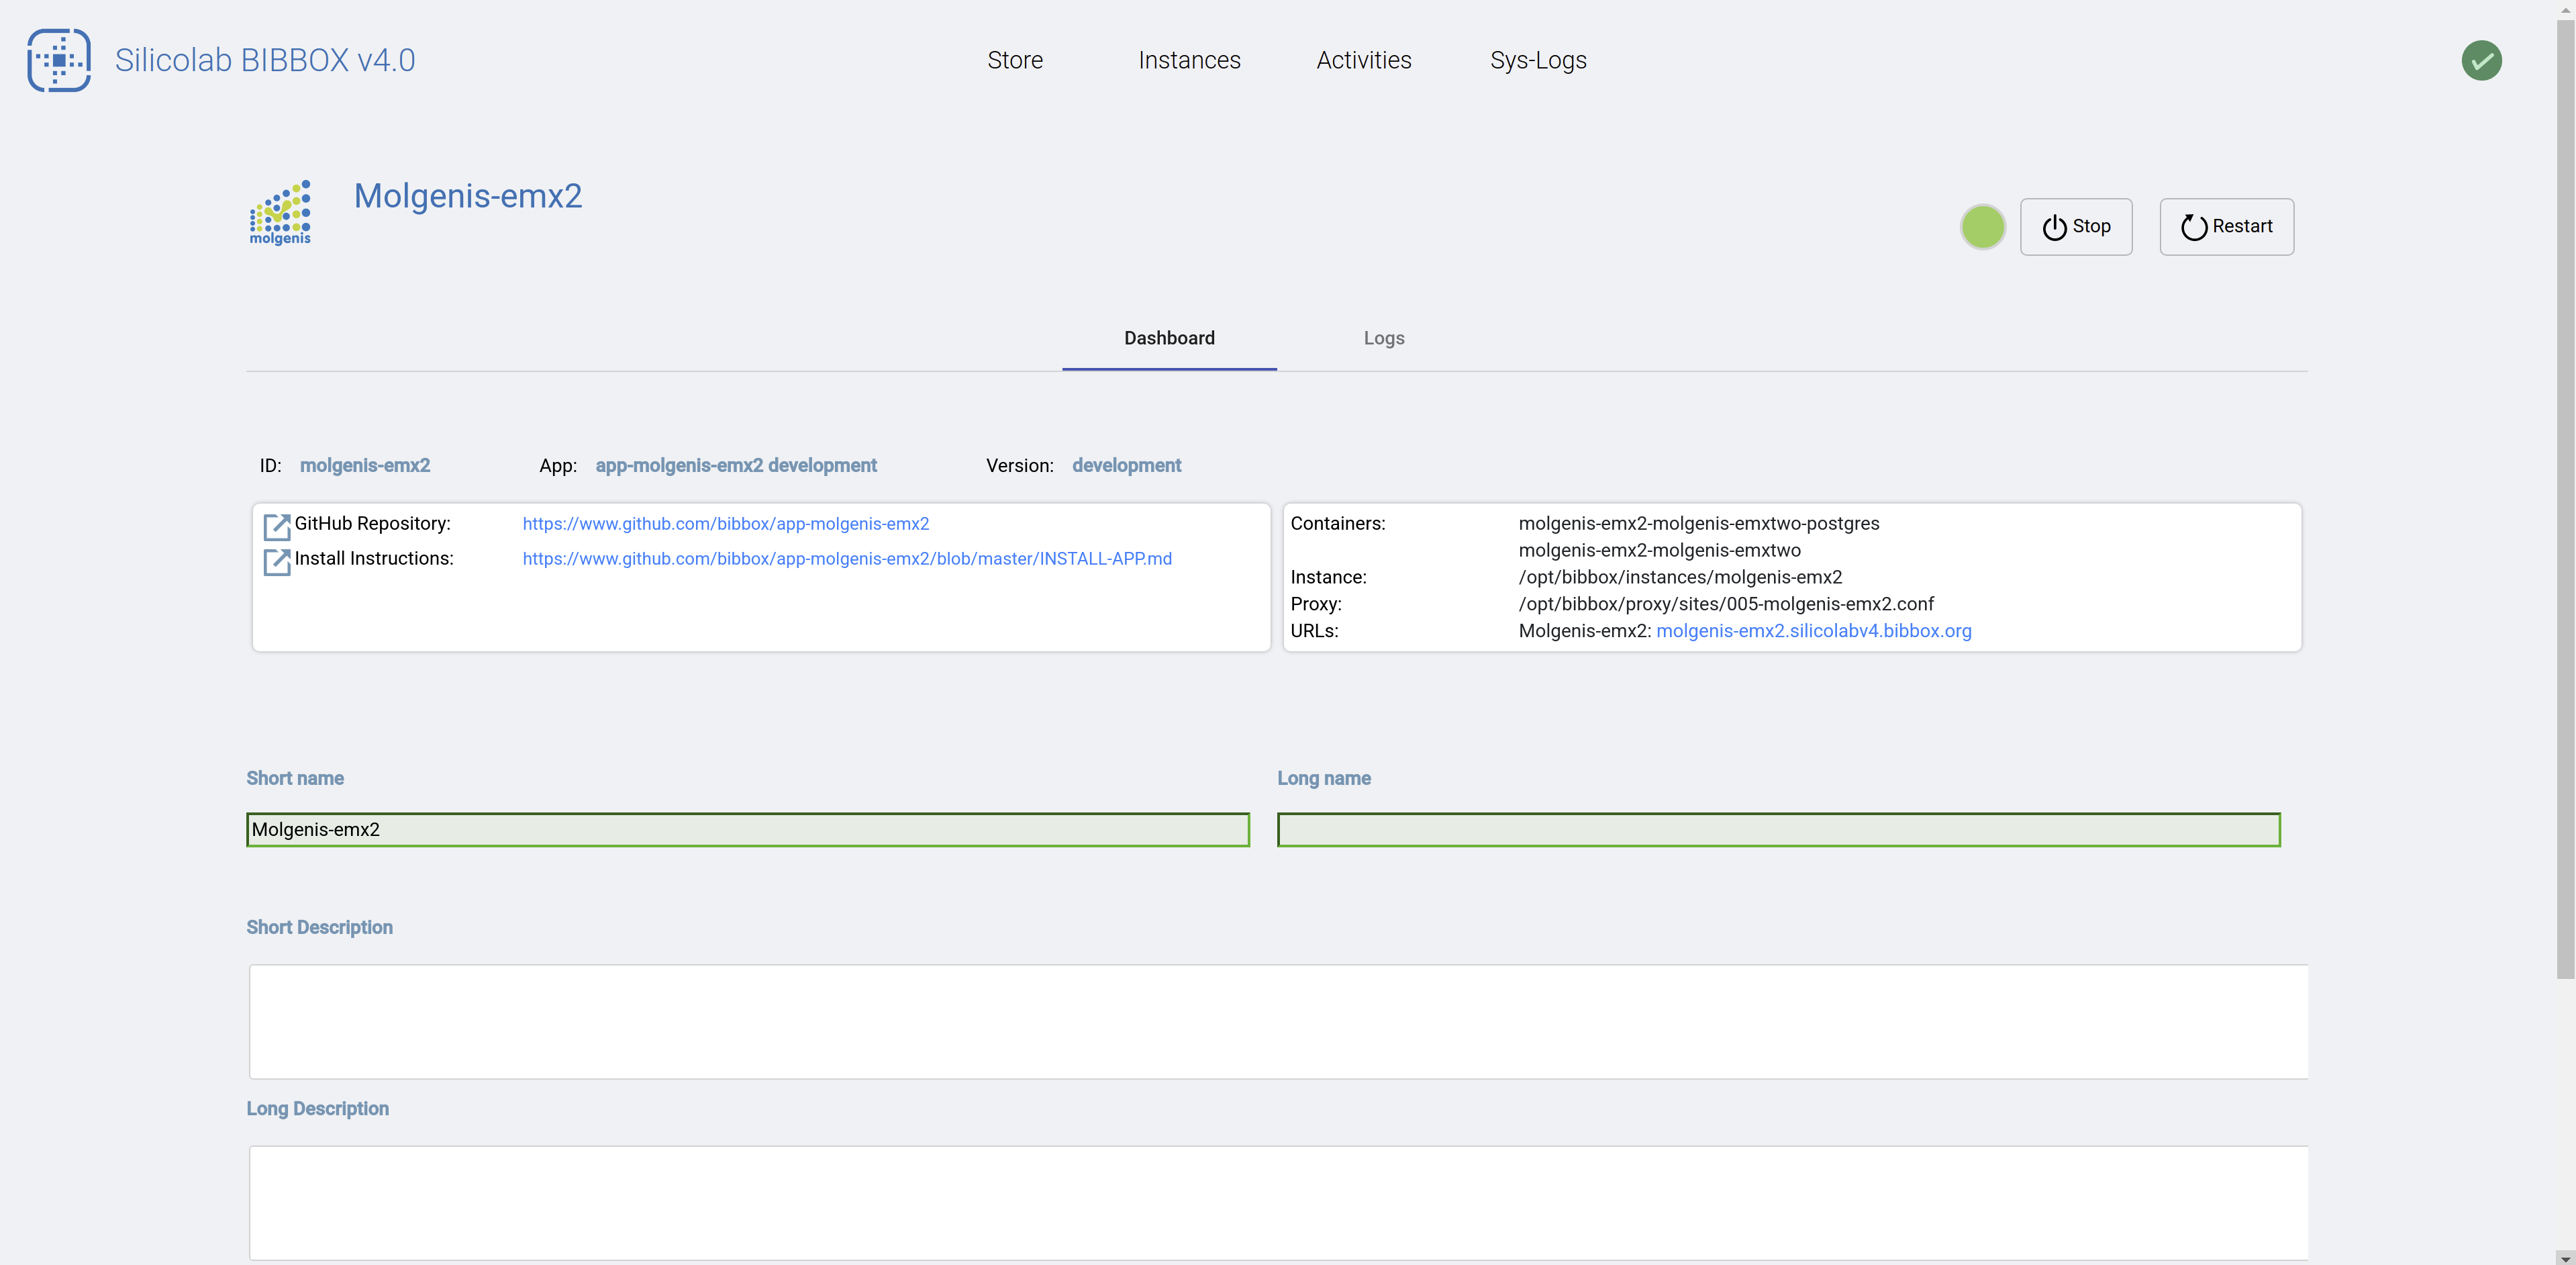 Silicolab BIBBOX v4.0
Store Instances Activities Sys-Logs
molgenis
Molgenis-emx2
Stop Restart
Dashboard Logs
ID: molgenis-emx2 App: app-molgenis-emx2 development Version: development
GitHub Repository: https://www.github.com/bibbox/app-molgenis-emx2
Install Instructions: https://www.github.com/bibbox/app-molgenis-emx2/blob/master/INSTALL-APP.md
Containers: molgenis-emx2-molgenis-emxtwo-postgres
molgenis-emx2-molgenis-emxtwo
Instance: /opt/bibbox/instances/molgenis-emx2
Proxy: /opt/bibbox/proxy/sites/005-molgenis-emx2.conf
URLs: Molgenis-emx2: molgenis-emx2.silicolabv4.bibbox.org
Short name
Molgenis-emx2
Long name
Short Description
Long Description